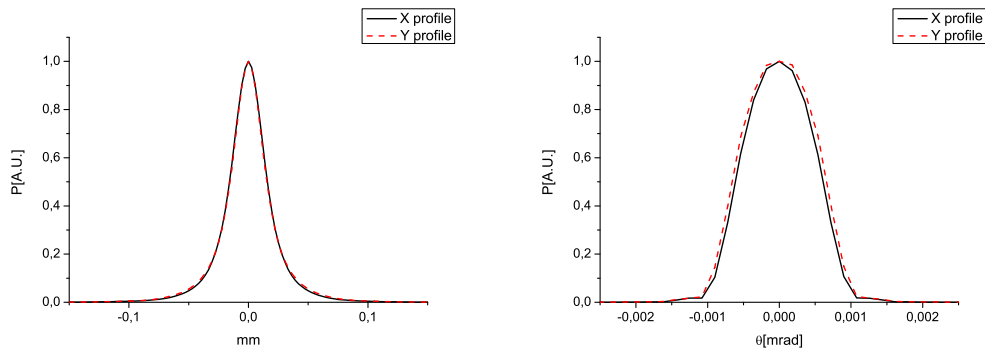 X profile
Y profile
1,0
0,8
0,6
0,4
0,2
0,0
P[A.U.]
-0,1
0,0
0,1
mm
X profile
Y profile
1,0
0,8
0,6
0,4
0,2
0,0
P[A.U.]
-0,002
-0,001
0,000
0,001
0,002
θ[mrad]